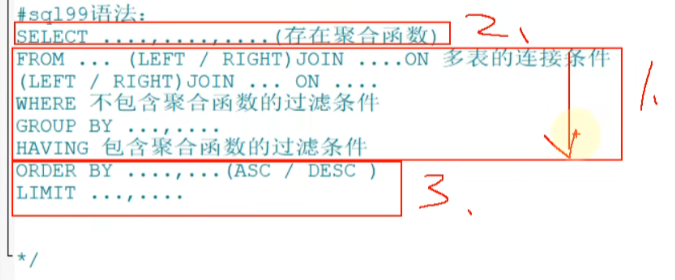 #sql99语法:
SELECT ....,....,....(存在聚合函数) 2、
FROM ... (LEFT / RIGHT)JOIN ....ON 多表的连接条件
(LEFT / RIGHT)JOIN ... ON .... 1.
WHERE 不包含聚合函数的过滤条件
GROUP BY ...,....
HAVING 包含聚合函数的过滤条件
ORDER BY ....,...(ASC / DESC )
LIMIT ...,.... 3.
*/